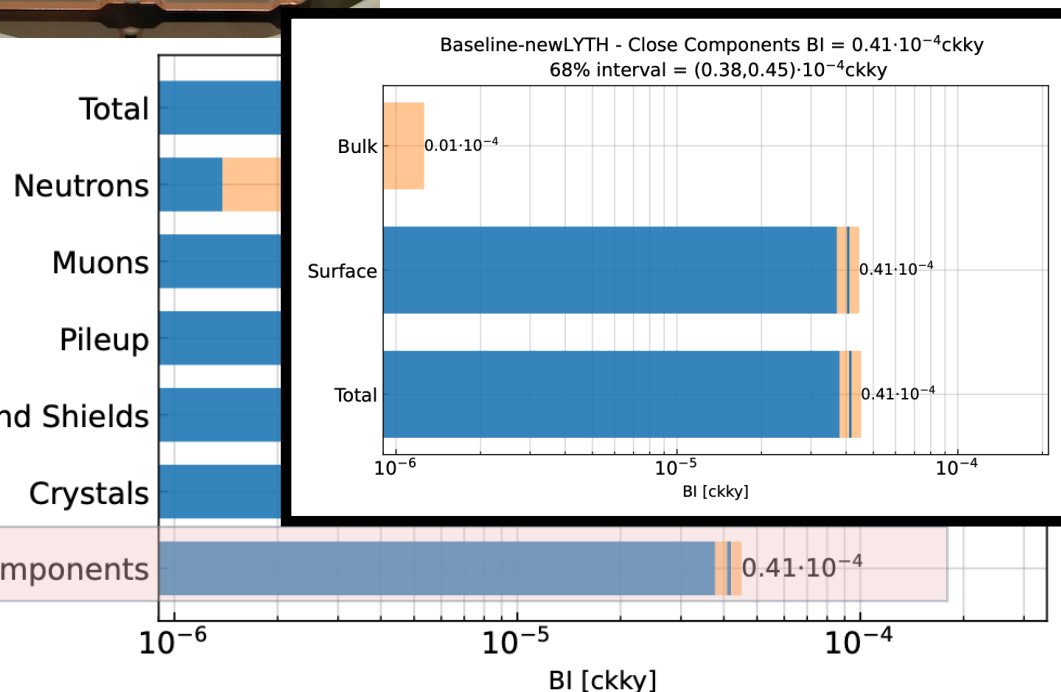 Baseline-newLYTH - Close Components BI = 0.41·10⁻⁴ckky
68% interval = (0.38,0.45)·10⁻⁴ckky
Bulk
0.01·10⁻⁴
Surface
0.41·10⁻⁴
Total
0.41·10⁻⁴
10⁻⁶
10⁻⁵
10⁻⁴
BI [ckky]
Total
Neutrons
Muons
Pileup
nd Shields
Crystals
mponents
0.41·10⁻⁴
10⁻⁶
10⁻⁵
10⁻⁴
BI [ckky]